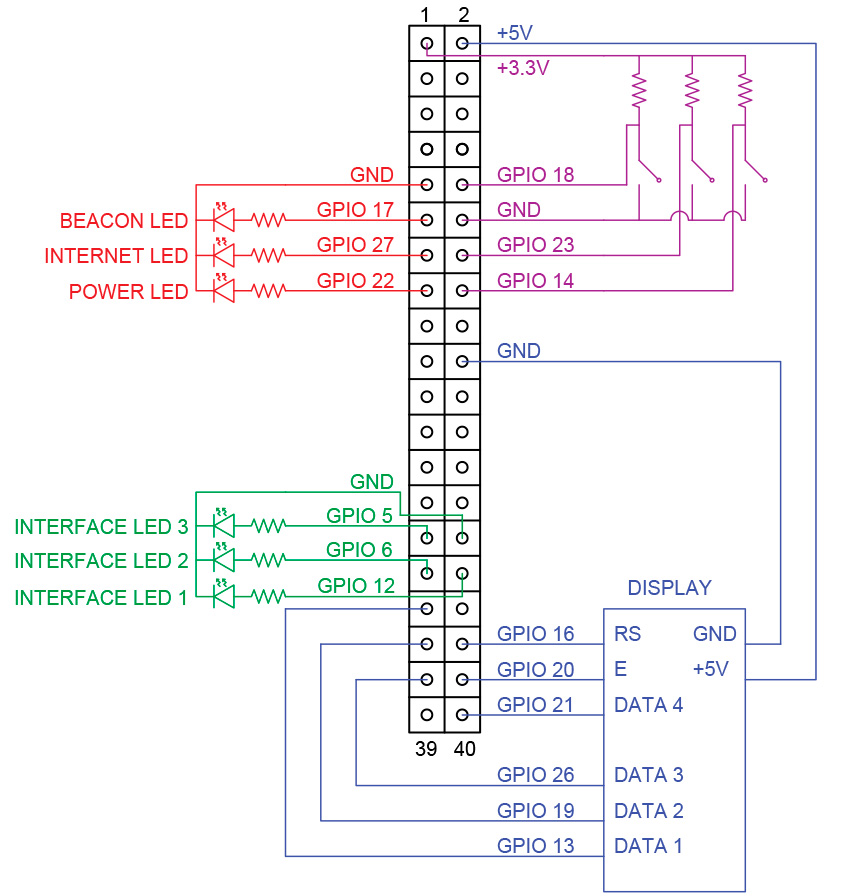 1 2
+5V
+3.3V
GND GPIO 18
BEACON LED GPIO 17 GND
INTERNET LED GPIO 27 GPIO 23
POWER LED GPIO 22 GPIO 14
GND
GND
INTERFACE LED 3 GPIO 5
INTERFACE LED 2 GPIO 6
INTERFACE LED 1 GPIO 12
DISPLAY
GPIO 16 RS GND
GPIO 20 E +5V
GPIO 21 DATA 4
39 40
GPIO 26 DATA 3
GPIO 19 DATA 2
GPIO 13 DATA 1